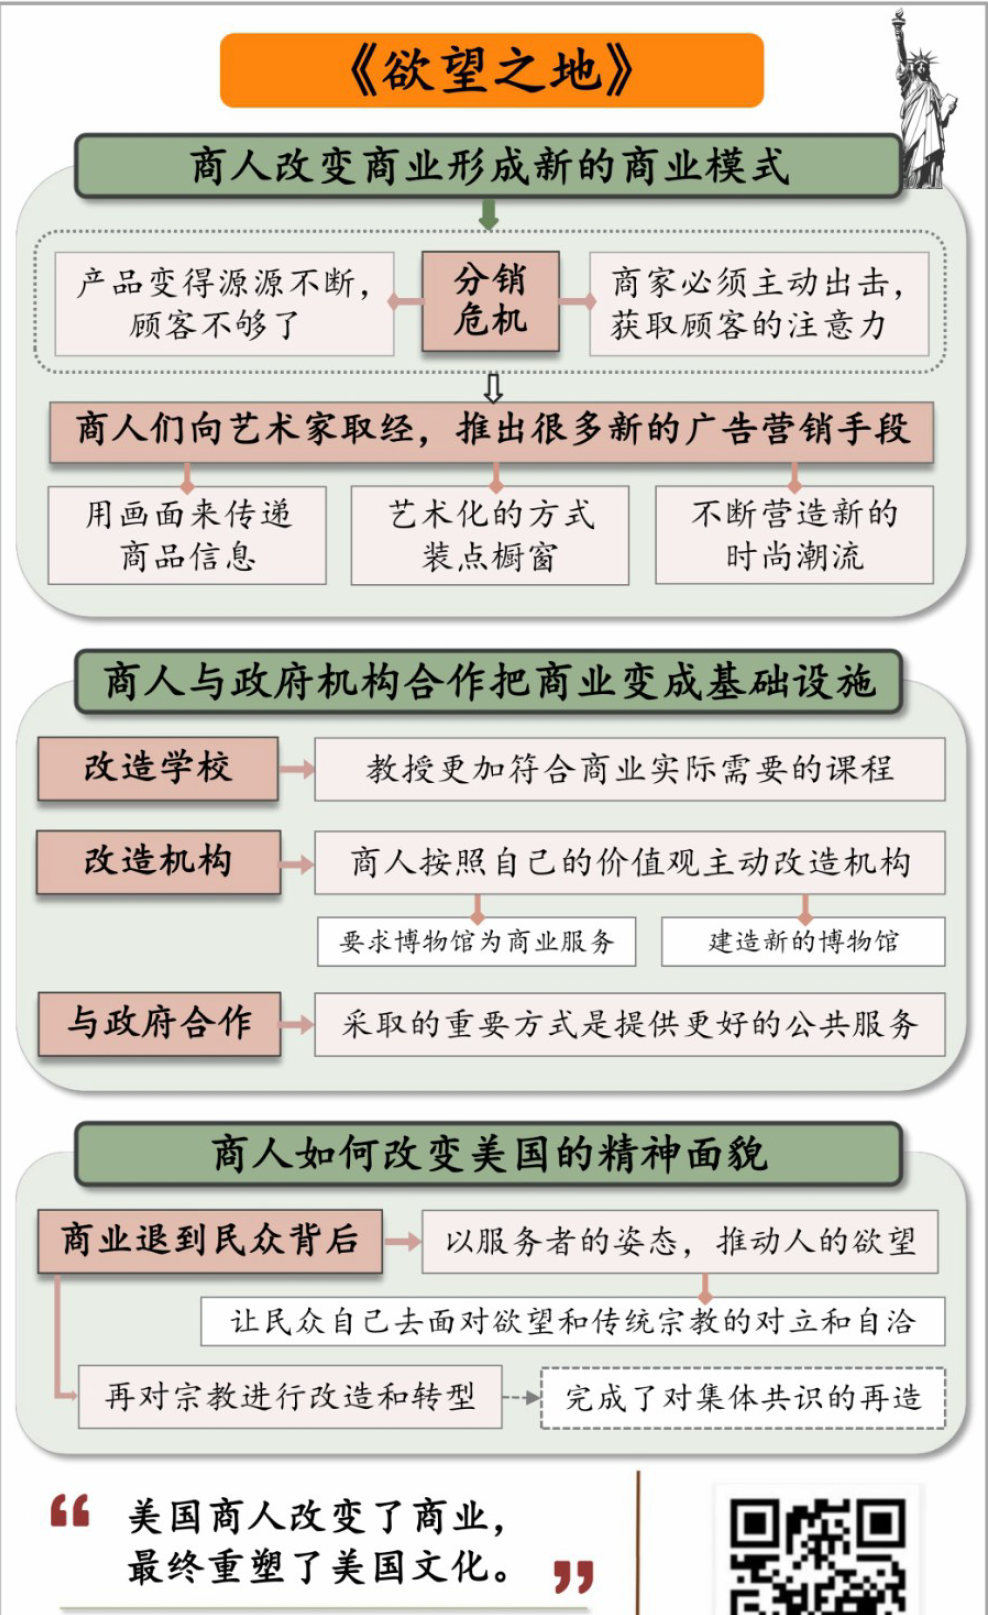 《欲望之地》
商人改变商业形成新的商业模式
产品变得源源不断，
顾客不够了
分销
危机
商家必须主动出击，
获取顾客的注意力
商人们向艺术家取经，推出很多新的广告营销手段
用画面来传递
商品信息
艺术化的方式
装点橱窗
不断营造新的
时尚潮流
商人与政府机构合作把商业变成基础设施
改造学校
教授更加符合商业实际需要的课程
改造机构
商人按照自己的价值观主动改造机构
要求博物馆为商业服务
建造新的博物馆
与政府合作
采取的重要方式是提供更好的公共服务
商人如何改变美国的精神面貌
商业退到民众背后
以服务者的姿态，推动人的欲望
让民众自己去面对欲望和传统宗教的对立和自洽
再对宗教进行改造和转型
完成了对集体共识的再造
“美国商人改变了商业，
最终重塑了美国文化。”